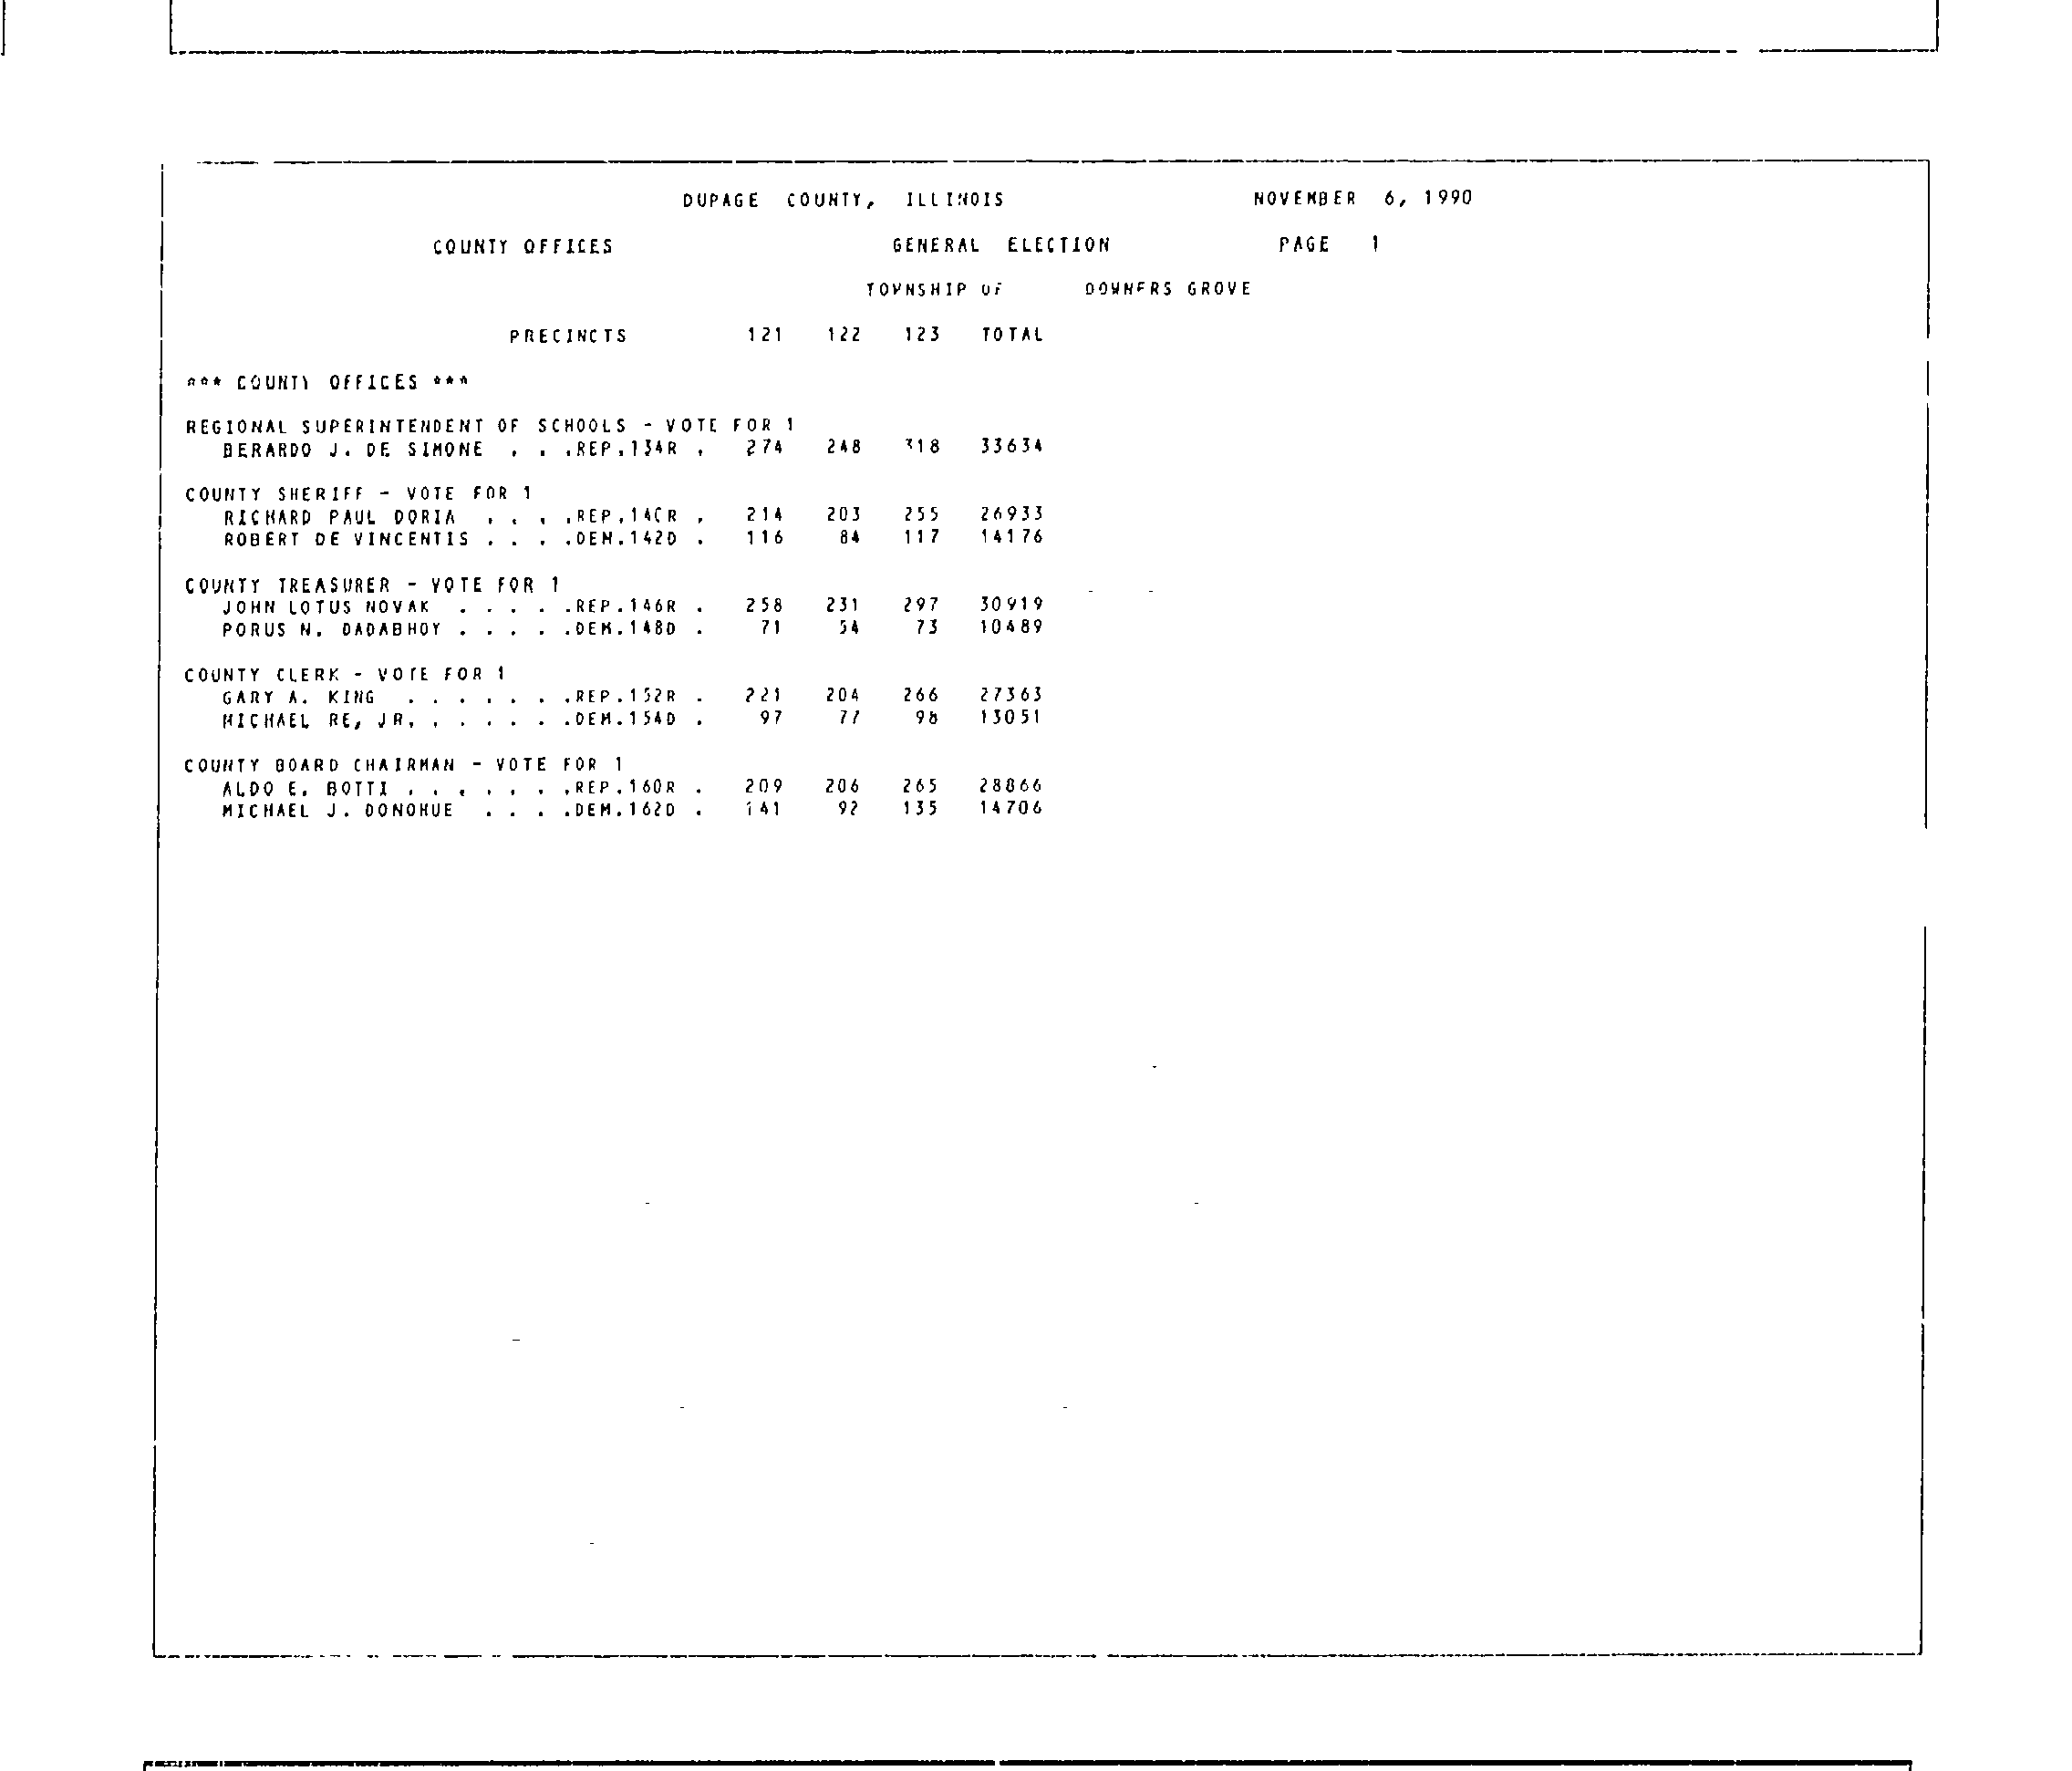 DUPAGE COUNTY, ILLINOIS NOVEMBER 6, 1990
COUNTY OFFICES GENERAL ELECTION PAGE 1
TOWNSHIP OF DOWNERS GROVE
PRECINCTS 121 122 123 TOTAL
*** COUNTY OFFICES ***
REGIONAL SUPERINTENDENT OF SCHOOLS - VOTE FOR 1
BERARDO J. DE SIMONE . . .REP.134R . 274 248 318 33634
COUNTY SHERIFF - VOTE FOR 1
RICHARD PAUL DORIA . . . .REP.140R . 214 203 255 26933
ROBERT DE VINCENTIS . . . .DEM.142D . 116 84 117 14176
COUNTY TREASURER - VOTE FOR 1
JOHN LOTUS NOVAK . . . . .REP.146R . 258 231 297 30919
PORUS N. DADABHOY . . . . .DEM.148D . 71 54 73 10489
COUNTY CLERK - VOTE FOR 1
GARY A. KING . . . . . . .REP.152R . 221 204 266 27363
MICHAEL RE, JR. . . . . . .DEM.154D . 97 77 98 13051
COUNTY BOARD CHAIRMAN - VOTE FOR 1
ALDO E. BOTTI . . . . . . .REP.160R . 209 206 265 28866
MICHAEL J. DONOHUE . . . .DEM.162D . 141 92 135 14706